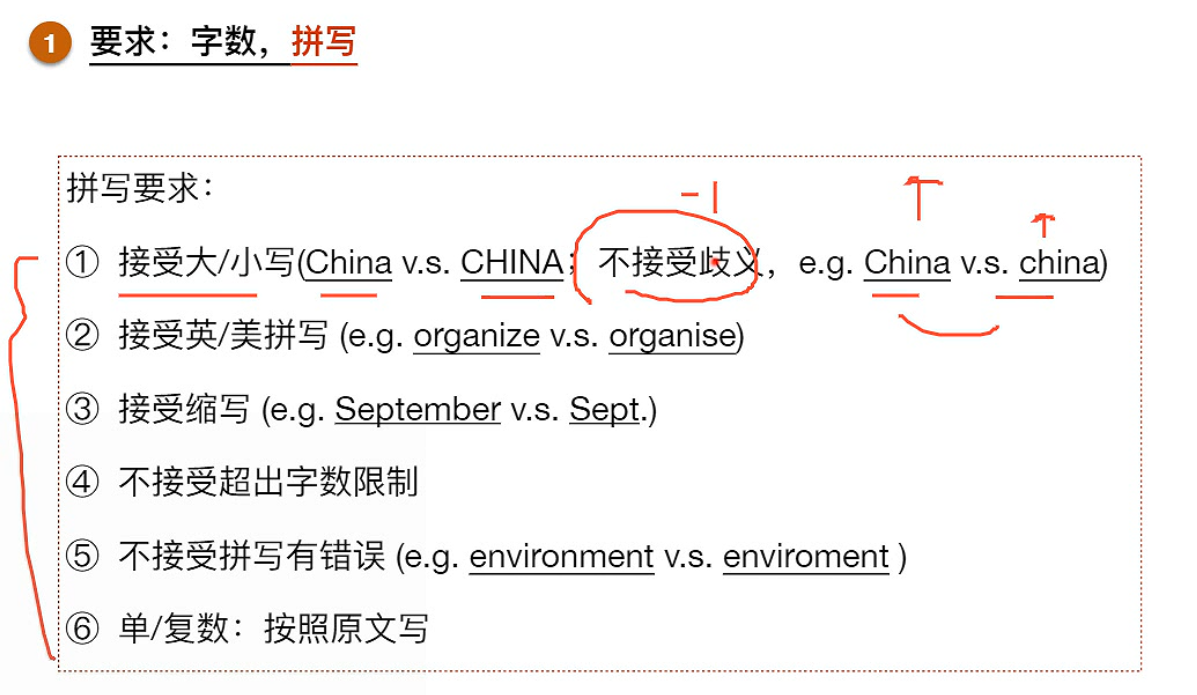 1 要求：字数，拼写
-1
拼写要求：
① 接受大/小写(China v.s. CHINA；不接受歧义，e.g. China v.s. china)
② 接受英/美拼写 (e.g. organize v.s. organise)
③ 接受缩写 (e.g. September v.s. Sept.)
④ 不接受超出字数限制
⑤ 不接受拼写有错误 (e.g. environment v.s. enviroment )
⑥ 单/复数：按照原文写